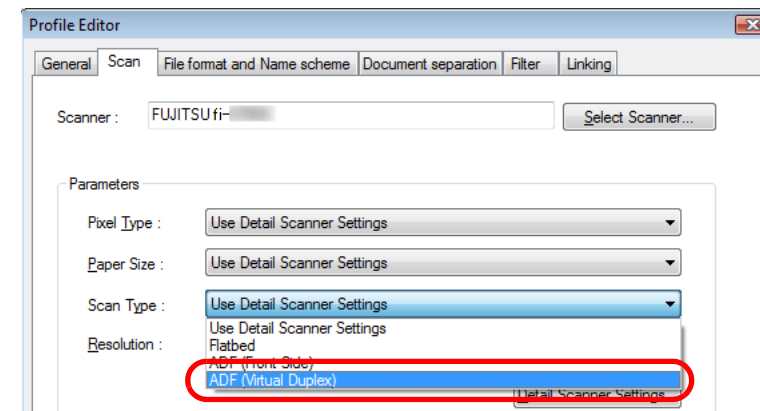 Profile Editor
General Scan File format and Name scheme Document separation Filter Linking
Scanner : FUJITSU fi- Select Scanner...
Parameters
Pixel Type : Use Detail Scanner Settings
Paper Size : Use Detail Scanner Settings
Scan Type : Use Detail Scanner Settings
Use Detail Scanner Settings
Resolution : Flatbed
ADF (Front Side)
ADF (Virtual Duplex)
Detail Scanner Settings